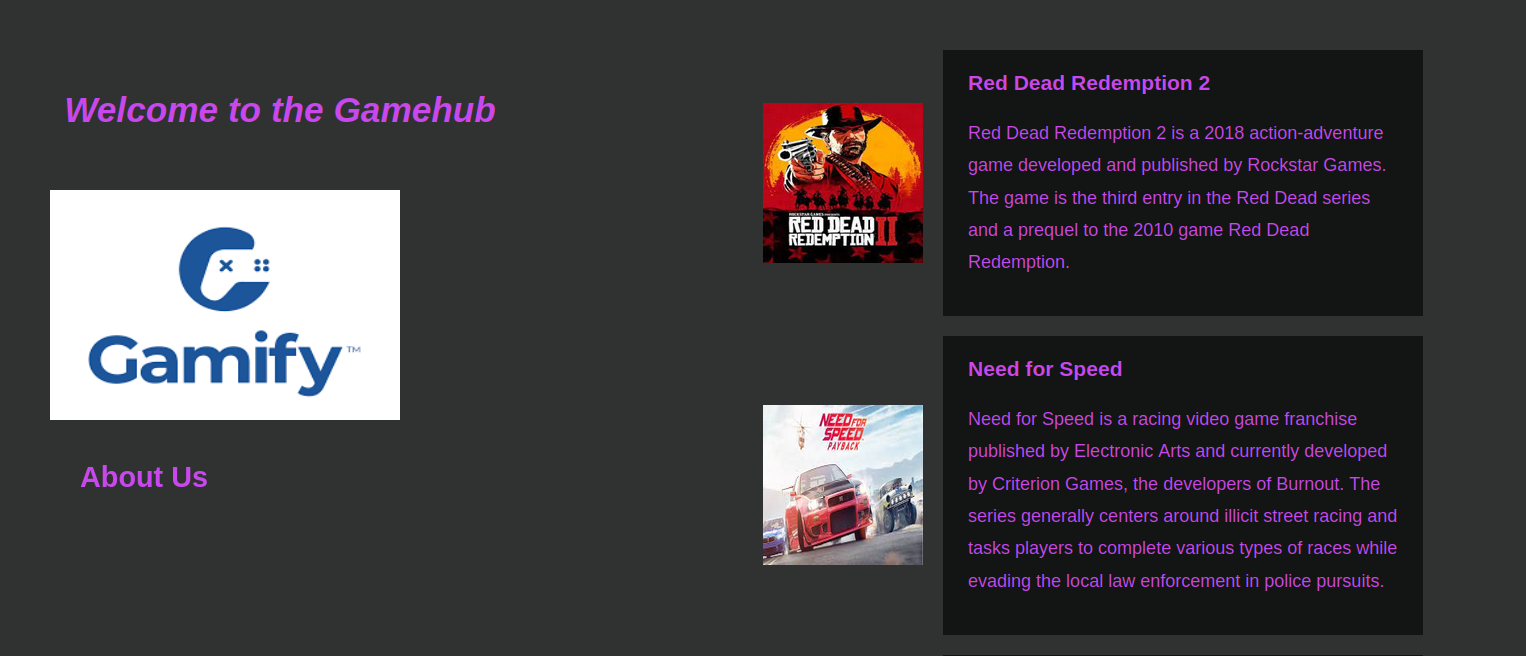 Welcome to the Gamehub
Gamify™
About Us
ROCKSTAR GAMES PRESENTS
RED DEAD
REDEMPTION II
Red Dead Redemption 2
Red Dead Redemption 2 is a 2018 action-adventure
game developed and published by Rockstar Games.
The game is the third entry in the Red Dead series
and a prequel to the 2010 game Red Dead
Redemption.
NEED FOR
SPEED
PAYBACK
Need for Speed
Need for Speed is a racing video game franchise
published by Electronic Arts and currently developed
by Criterion Games, the developers of Burnout. The
series generally centers around illicit street racing and
tasks players to complete various types of races while
evading the local law enforcement in police pursuits.